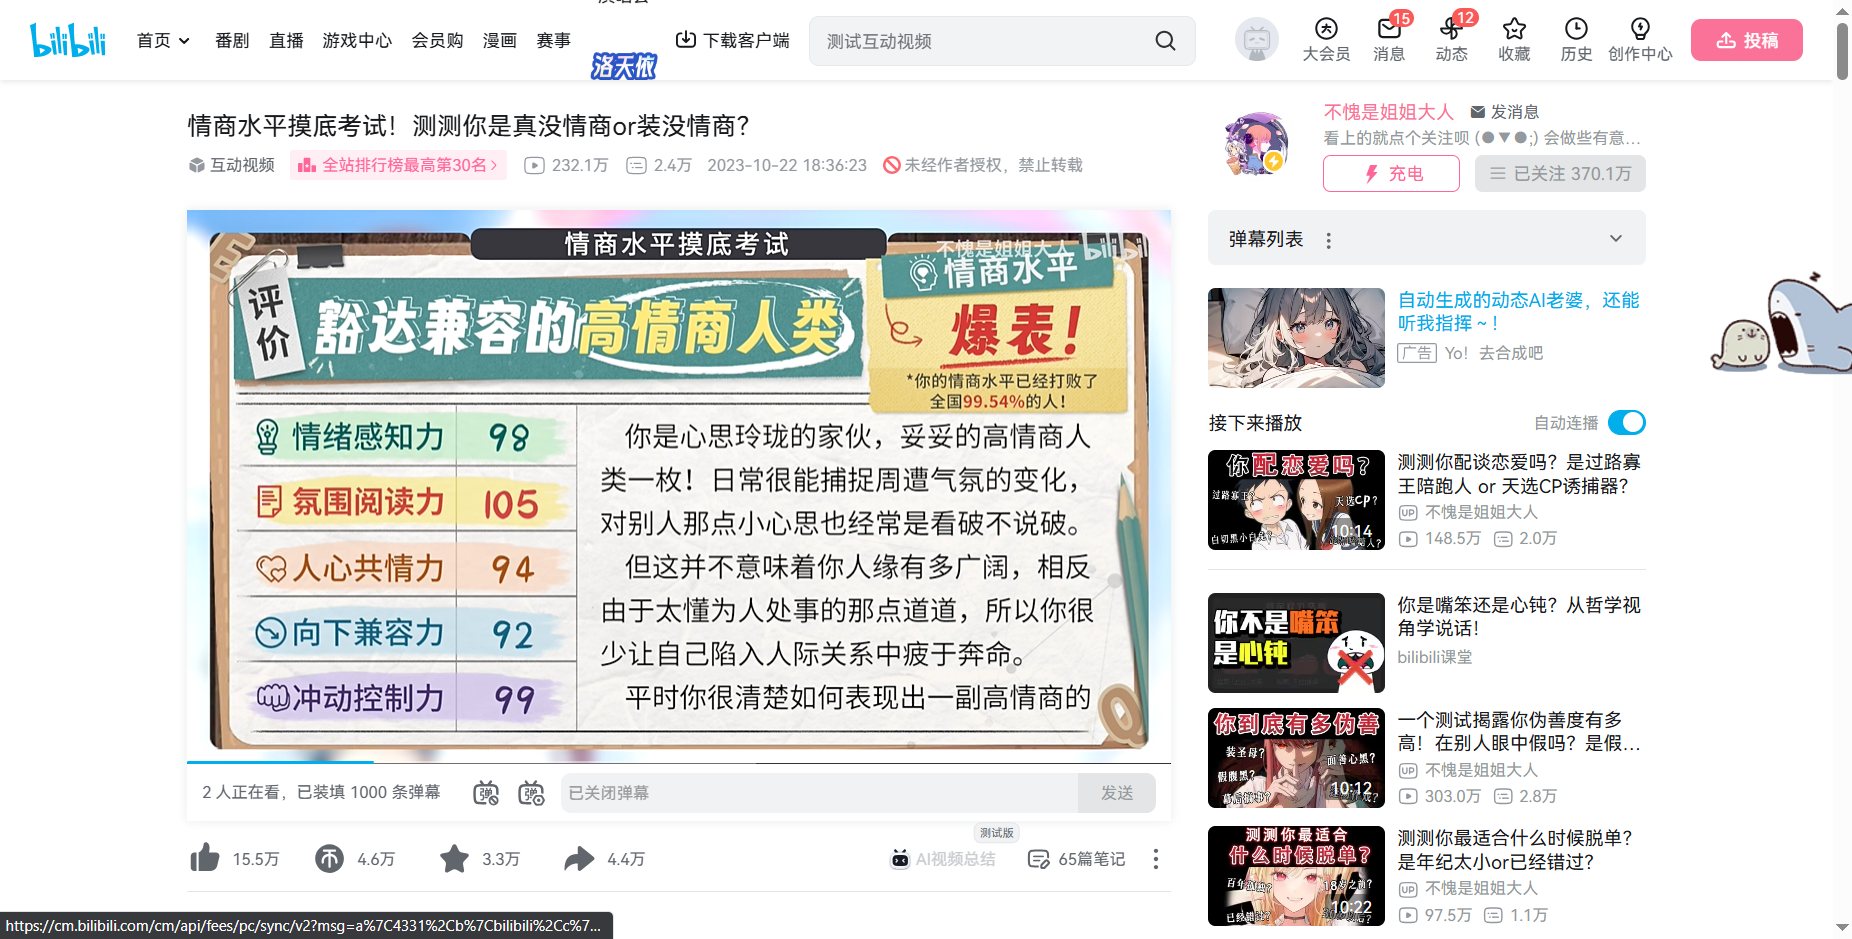 bilibili
首页
番剧
直播
游戏中心
会员购
漫画
赛事
洛天依
下载客户端
测试互动视频
大会员
15
消息
12
动态
收藏
历史
创作中心
投稿
情商水平摸底考试！测测你是真没情商or装没情商？
互动视频
全站排行榜最高第30名
232.1万
2.4万
2023-10-22 18:36:23
未经作者授权，禁止转载
不愧是姐姐大人
发消息
看上的就点个关注呗 (●▼●;) 会做些有意…
充电
已关注 370.1万
情商水平摸底考试
不愧是姐姐大人 bilibili
评价
豁达兼容的高情商人类
情商水平
爆表！
*你的情商水平已经打败了
全国99.54%的人！
情绪感知力 98
氛围阅读力 105
人心共情力 94
向下兼容力 92
冲动控制力 99
你是心思玲珑的家伙，妥妥的高情商人
类一枚！日常很能捕捉周遭气氛的变化，
对别人那点小心思也经常是看破不说破。
但这并不意味着你人缘有多广阔，相反
由于太懂为人处事的那点道道，所以你很
少让自己陷入人际关系中疲于奔命。
平时你很清楚如何表现出一副高情商的
E
Q
2 人正在看，已装填 1000 条弹幕
已关闭弹幕
发送
15.5万
4.6万
3.3万
4.4万
测试版
AI视频总结
65篇笔记
弹幕列表
自动生成的动态AI老婆，还能
听我指挥～！
广告
Yo！去合成吧
接下来播放
自动连播
你配恋爱吗？
过路寡王？
天选CP？
白切黑小白兔？
10:14
测测你配谈恋爱吗？是过路寡
王陪跑人 or 天选CP诱捕器？
UP 不愧是姐姐大人
148.5万
2.0万
你不是嘴笨
是心钝
你是嘴笨还是心钝？从哲学视
角学说话！
bilibili课堂
你到底有多伪善
装圣母？
面善心黑？
假腹黑？
10:12
一个测试揭露你伪善度有多
高！在别人眼中假吗？是假…
UP 不愧是姐姐大人
303.0万
2.8万
测测你最适合
什么时候脱单？
18岁之前？
已经错过？
10:22
测测你最适合什么时候脱单？
是年纪太小or已经错过？
UP 不愧是姐姐大人
97.5万
1.1万
https://cm.bilibili.com/cm/api/fees/pc/sync/v2?msg=a%7C4331%2Cb%7Cbilibili%2Cc%7...